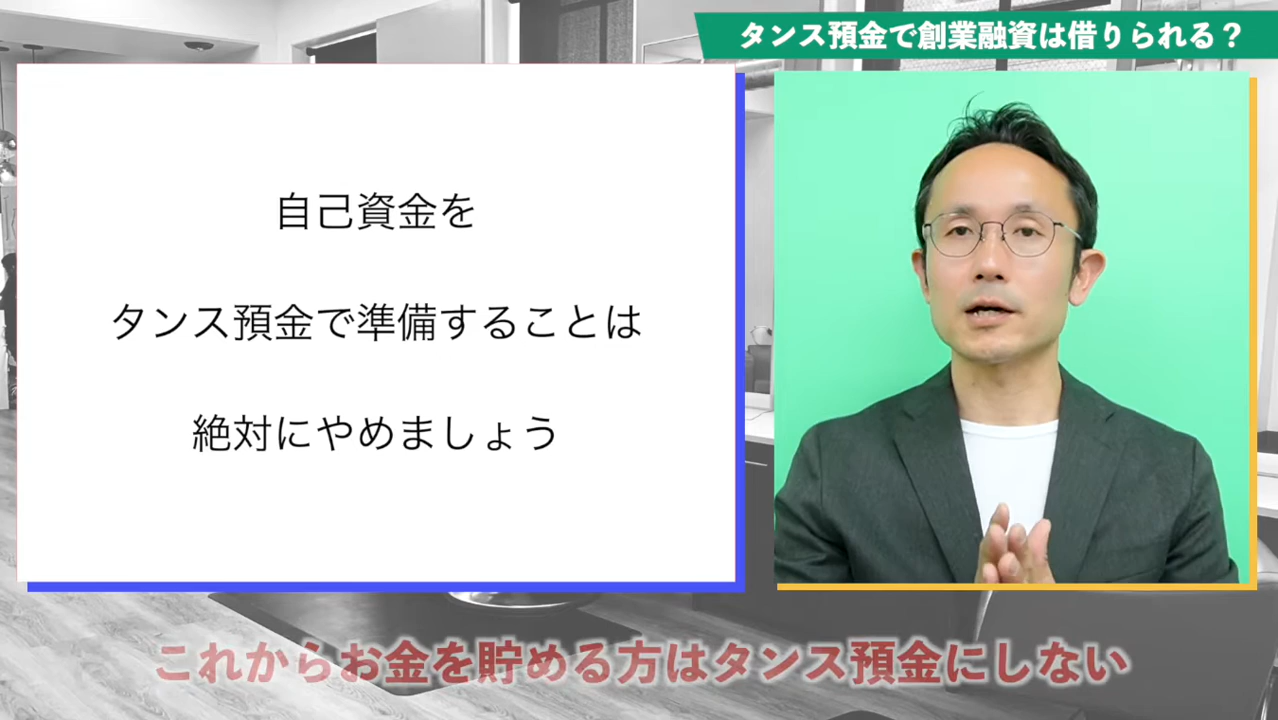 タンス預金で創業融資は借りられる？
自己資金を
タンス預金で準備することは
絶対にやめましょう
これからお金を貯める方はタンス預金にしない